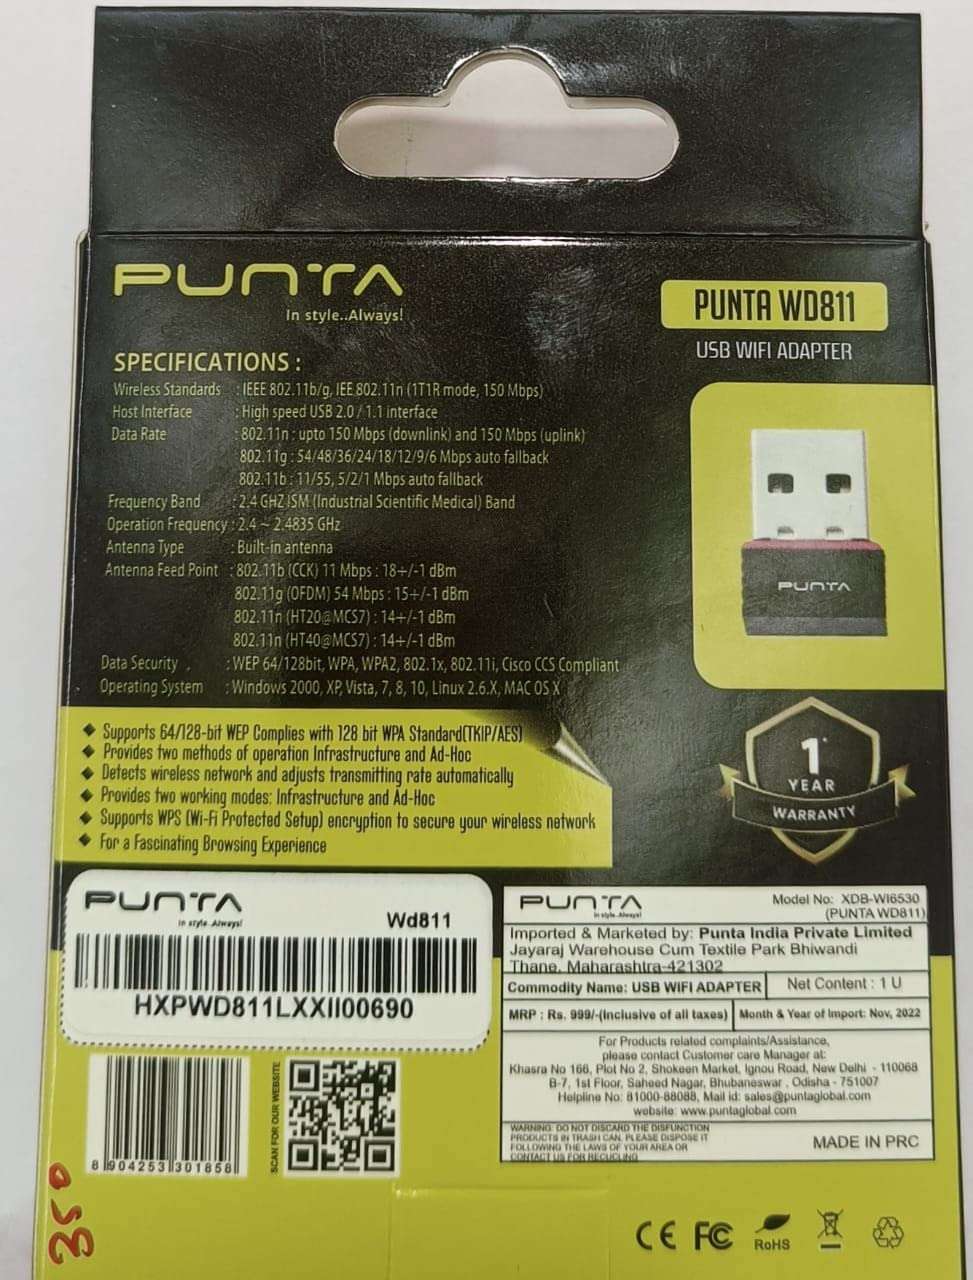 PUNTA
In style..Always!
PUNTA WD811
USB WIFI ADAPTER
SPECIFICATIONS :
Wireless Standards : IEEE 802.11b/g, IEE 802.11n (1T1R mode, 150 Mbps)
Host Interface : High speed USB 2.0 / 1.1 interface
Data Rate : 802.11n : upto 150 Mbps (downlink) and 150 Mbps (uplink)
802.11g : 54/48/36/24/18/12/9/6 Mbps auto fallback
802.11b : 11/55, 5/2/1 Mbps auto fallback
Frequency Band : 2.4 GHZ ISM (Industrial Scientific Medical) Band
Operation Frequency : 2.4 ~ 2.4835 GHz
Antenna Type : Built-in antenna
Antenna Feed Point : 802.11b (CCK) 11 Mbps : 18+/-1 dBm
802.11g (OFDM) 54 Mbps : 15+/-1 dBm
802.11n (HT20@MCS7) : 14+/-1 dBm
802.11n (HT40@MCS7) : 14+/-1 dBm
Data Security : WEP 64/128bit, WPA, WPA2, 802.1x, 802.11i, Cisco CCS Compliant
Operating System : Windows 2000, XP, Vista, 7, 8, 10, Linux 2.6.X, MAC OS X
PUNTA
Supports 64/128-bit WEP Complies with 128 bit WPA Standard(TKIP/AES)
Provides two methods of operation Infrastructure and Ad-Hoc
Detects wireless network and adjusts transmitting rate automatically
Provides two working modes: Infrastructure and Ad-Hoc
Supports WPS (Wi-Fi Protected Setup) encryption to secure your wireless network
For a Fascinating Browsing Experience
1*
YEAR
WARRANTY
PUNTA
In style..Always!
Wd811
HXPWD811LXXII00690
8 904253 301858
SCAN FOR OUR WEBSITE
350
PUNTA
In style..Always!
Model No: XDB-WI6530
(PUNTA WD811)
Imported & Marketed by: Punta India Private Limited
Jayaraj Warehouse Cum Textile Park Bhiwandi
Thane, Maharashtra-421302
Commodity Name: USB WIFI ADAPTER Net Content : 1 U
MRP : Rs. 999/-(Inclusive of all taxes) Month & Year of Import: Nov, 2022
For Products related complaints/Assistance,
please contact Customer care Manager at:
Khasra No 166, Plot No 2, Shokeen Market, Ignou Road, New Delhi - 110068
B-7, 1st Floor, Saheed Nagar, Bhubaneswar , Odisha - 751007
Helpline No: 81000-88088, Mail id: sales@puntaglobal.com
website: www.puntaglobal.com
WARNING: DO NOT DISCARD THE DISFUNCTION
PRODUCTS IN TRASH CAN. PLEASE DISPOSE IT
FOLLOWING THE LAWS OF YOUR AREA OR
CONTACT US FOR RECUCLING
MADE IN PRC
CE FC RoHS